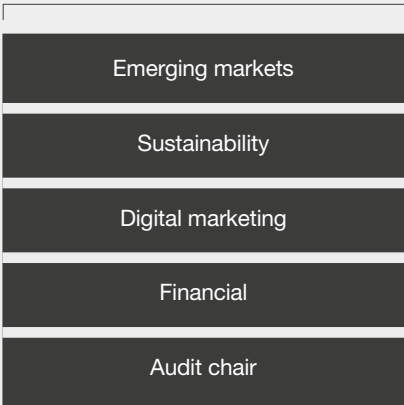 Emerging markets
Sustainability
Digital marketing
Financial
Audit chair